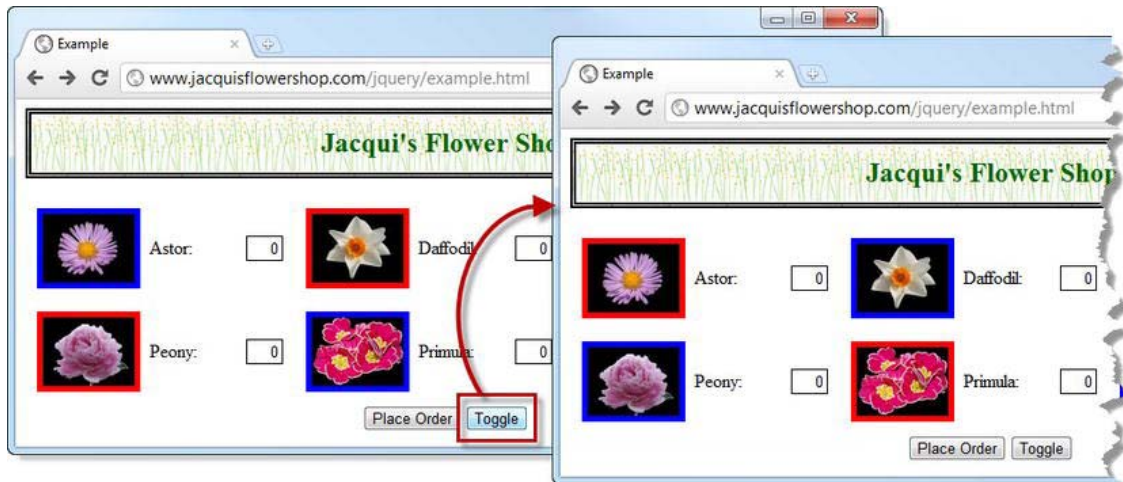 Example
www.jacquisflowershop.com/jquery/example.html
Jacqui's Flower Sho
Astor: 0
Daffodil: 0
Peony: 0
Primula: 0
Place Order Toggle
Example
www.jacquisflowershop.com/jquery/example.html
Jacqui's Flower Shop
Astor: 0
Daffodil: 0
Peony: 0
Primula: 0
Place Order Toggle